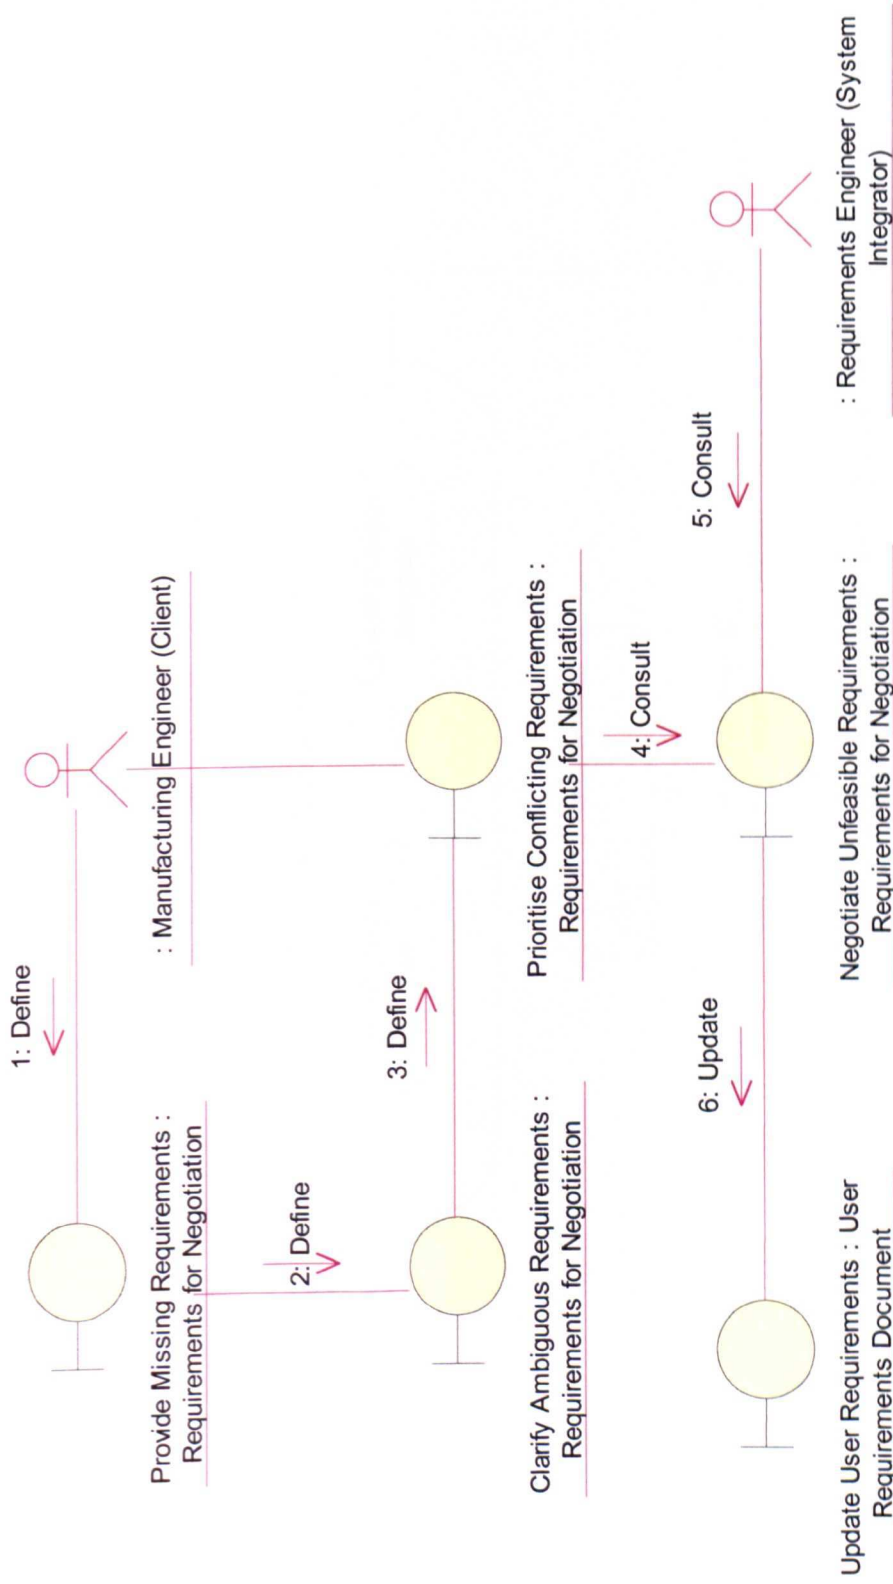 1: Define
: Manufacturing Engineer (Client)
Provide Missing Requirements :
Requirements for Negotiation
2: Define
3: Define
Prioritise Conflicting Requirements :
Requirements for Negotiation
Clarify Ambiguous Requirements :
Requirements for Negotiation
4: Consult
5: Consult
: Requirements Engineer (System
Integrator)
Negotiate Unfeasible Requirements :
Requirements for Negotiation
6: Update
Update User Requirements : User
Requirements Document